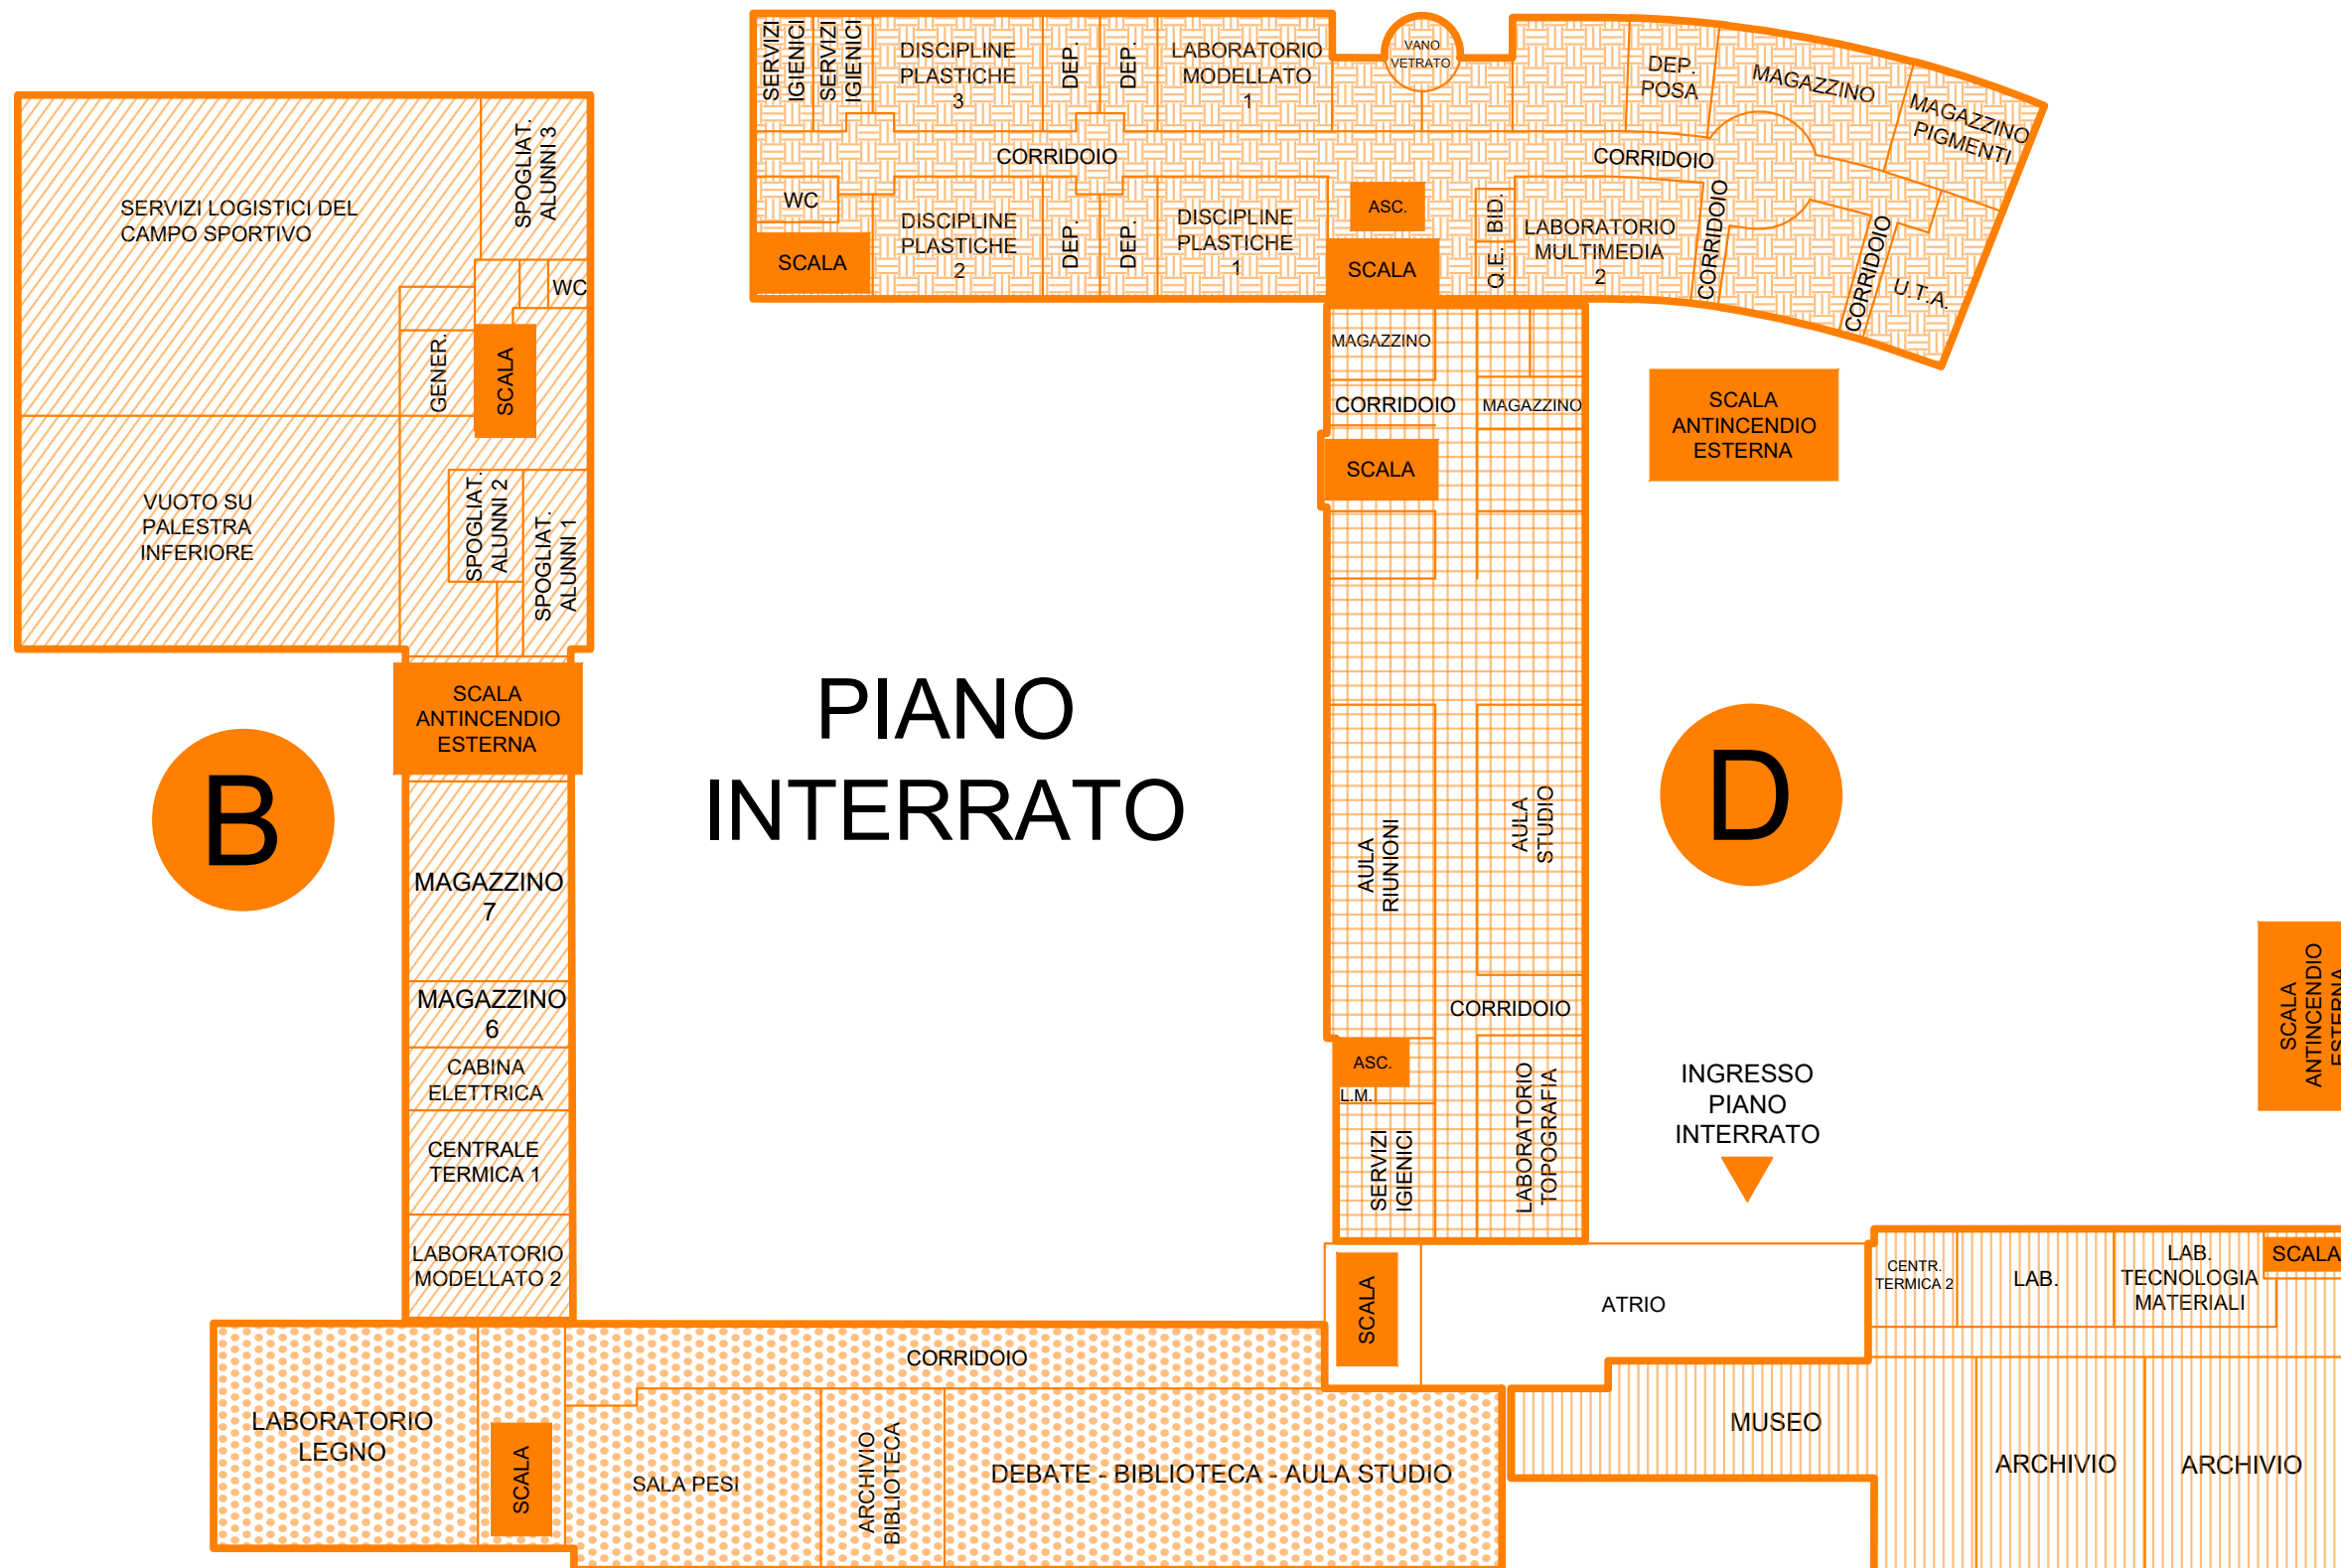 SERVIZI
IGIENICI
SERVIZI
IGIENICI
DISCIPLINE
PLASTICHE
3
DEP.
DEP.
LABORATORIO
MODELLATO
1
VANO
VETRATO
DEP.
POSA
MAGAZZINO
MAGAZZINO
PIGMENTI
CORRIDOIO
CORRIDOIO
WC
SCALA
DISCIPLINE
PLASTICHE
2
DEP.
DEP.
DISCIPLINE
PLASTICHE
1
ASC.
SCALA
BID.
Q.E.
LABORATORIO
MULTIMEDIA
2
CORRIDOIO
CORRIDOIO
U.T.A.
SERVIZI LOGISTICI DEL
CAMPO SPORTIVO
SPOGLIAT.
ALUNNI 3
WC
GENER.
SCALA
VUOTO SU
PALESTRA
INFERIORE
SPOGLIAT.
ALUNNI 2
SPOGLIAT.
ALUNNI 1
SCALA
ANTINCENDIO
ESTERNA
B
MAGAZZINO
7
MAGAZZINO
6
CABINA
ELETTRICA
CENTRALE
TERMICA 1
LABORATORIO
MODELLATO 2
PIANO
INTERRATO
MAGAZZINO
CORRIDOIO
MAGAZZINO
SCALA
SCALA
ANTINCENDIO
ESTERNA
AULA
RIUNIONI
AULA
STUDIO
D
CORRIDOIO
ASC.
L.M.
SERVIZI
IGIENICI
LABORATORIO
TOPOGRAFIA
INGRESSO
PIANO
INTERRATO
SCALA
ANTINCENDIO
ESTERNA
SCALA
ATRIO
CENTR.
TERMICA 2
LAB.
LAB.
TECNOLOGIA
MATERIALI
SCALA
MUSEO
ARCHIVIO
ARCHIVIO
LABORATORIO
LEGNO
SCALA
CORRIDOIO
SALA PESI
ARCHIVIO
BIBLIOTECA
DEBATE - BIBLIOTECA - AULA STUDIO